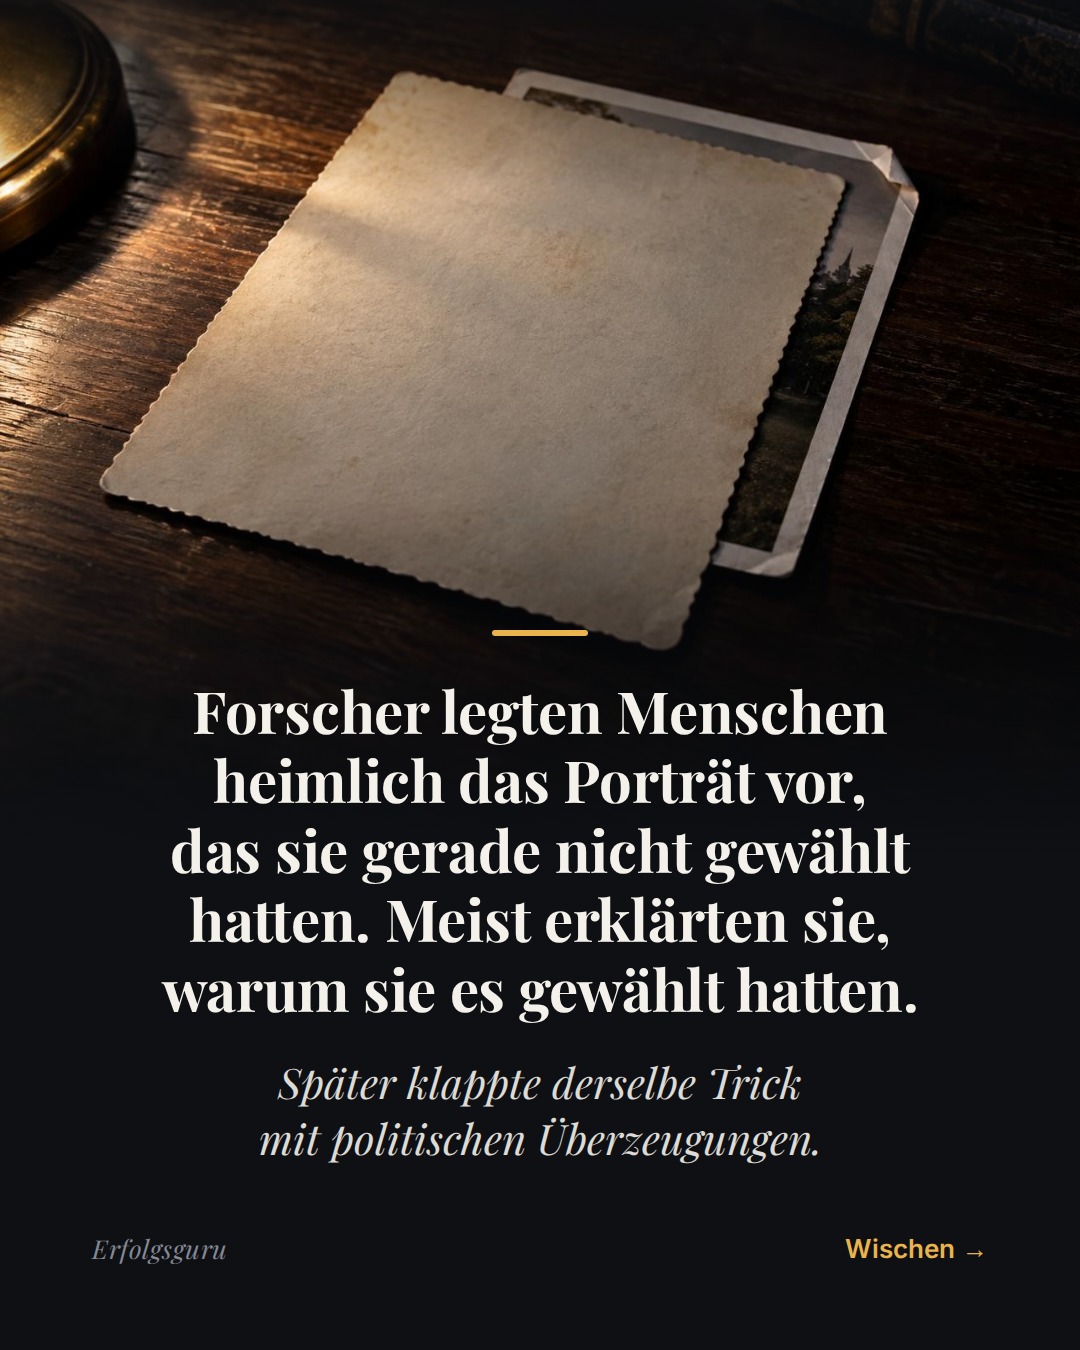 Forscher legten Menschen
heimlich das Porträt vor,
das sie gerade nicht gewählt
hatten. Meist erklärten sie,
warum sie es gewählt hatten.
Später klappte derselbe Trick
mit politischen Überzeugungen.
Erfolgsguru
Wischen →